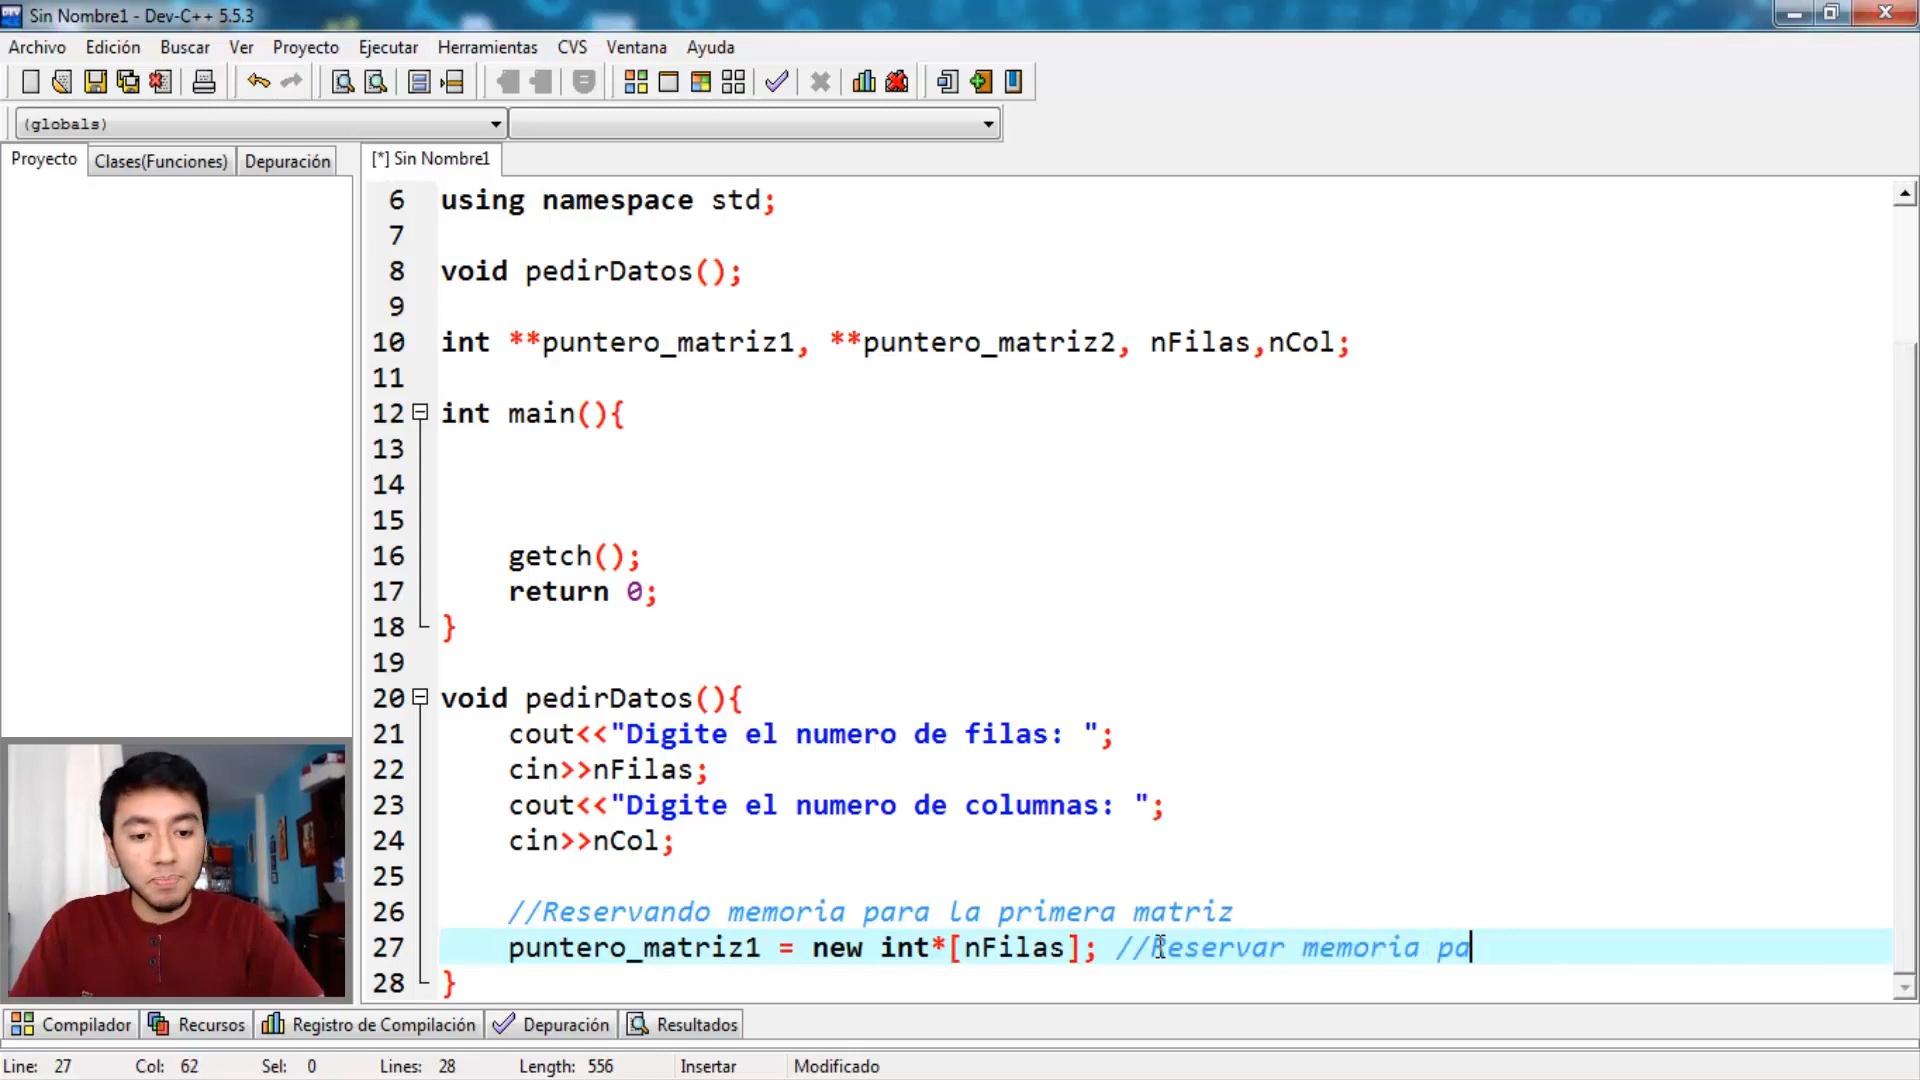 Sin Nombre1 - Dev-C++ 5.5.3
Archivo Edición Buscar Ver Proyecto Ejecutar Herramientas CVS Ventana Ayuda
(globals)
Proyecto Clases(Funciones) Depuración [*] Sin Nombre1
6 using namespace std;
7
8 void pedirDatos();
9
10 int **puntero_matriz1, **puntero_matriz2, nFilas,nCol;
11
12 int main(){
13
14
15
16 getch();
17 return 0;
18 }
19
20 void pedirDatos(){
21 cout<<"Digite el numero de filas: ";
22 cin>>nFilas;
23 cout<<"Digite el numero de columnas: ";
24 cin>>nCol;
25
26 //Reservando memoria para la primera matriz
27 puntero_matriz1 = new int*[nFilas]; //Reservar memoria pa
28 }
Compilador Recursos Registro de Compilación Depuración Resultados
Line: 27 Col: 62 Sel: 0 Lines: 28 Length: 556 Insertar Modificado